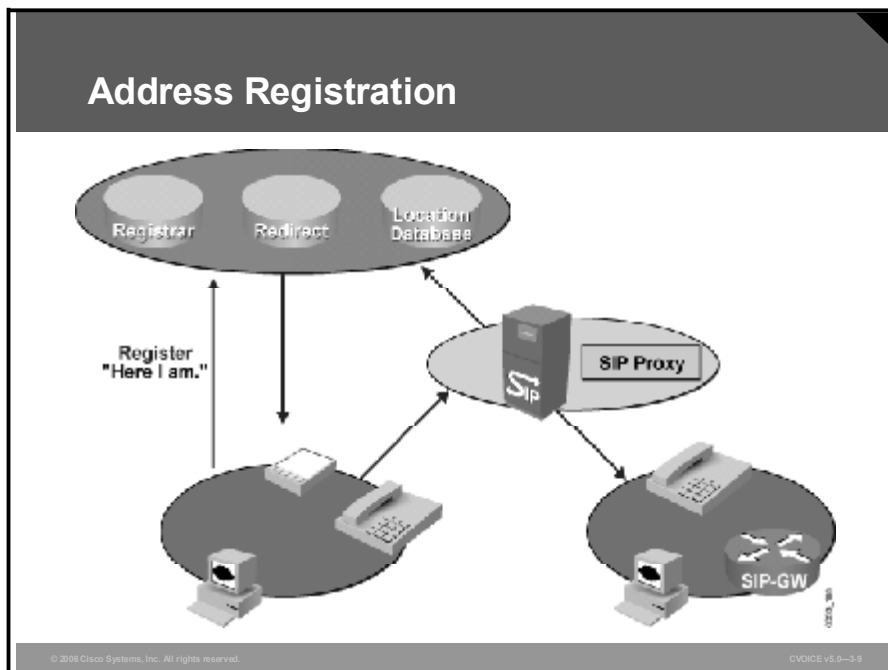 Address Registration
Registrar
Redirect
Location
Database
Register
"Here I am."
SIP Proxy
SIP
SIP-GW
© 2006 Cisco Systems, Inc. All rights reserved.
CVOICE v5.0—3-9